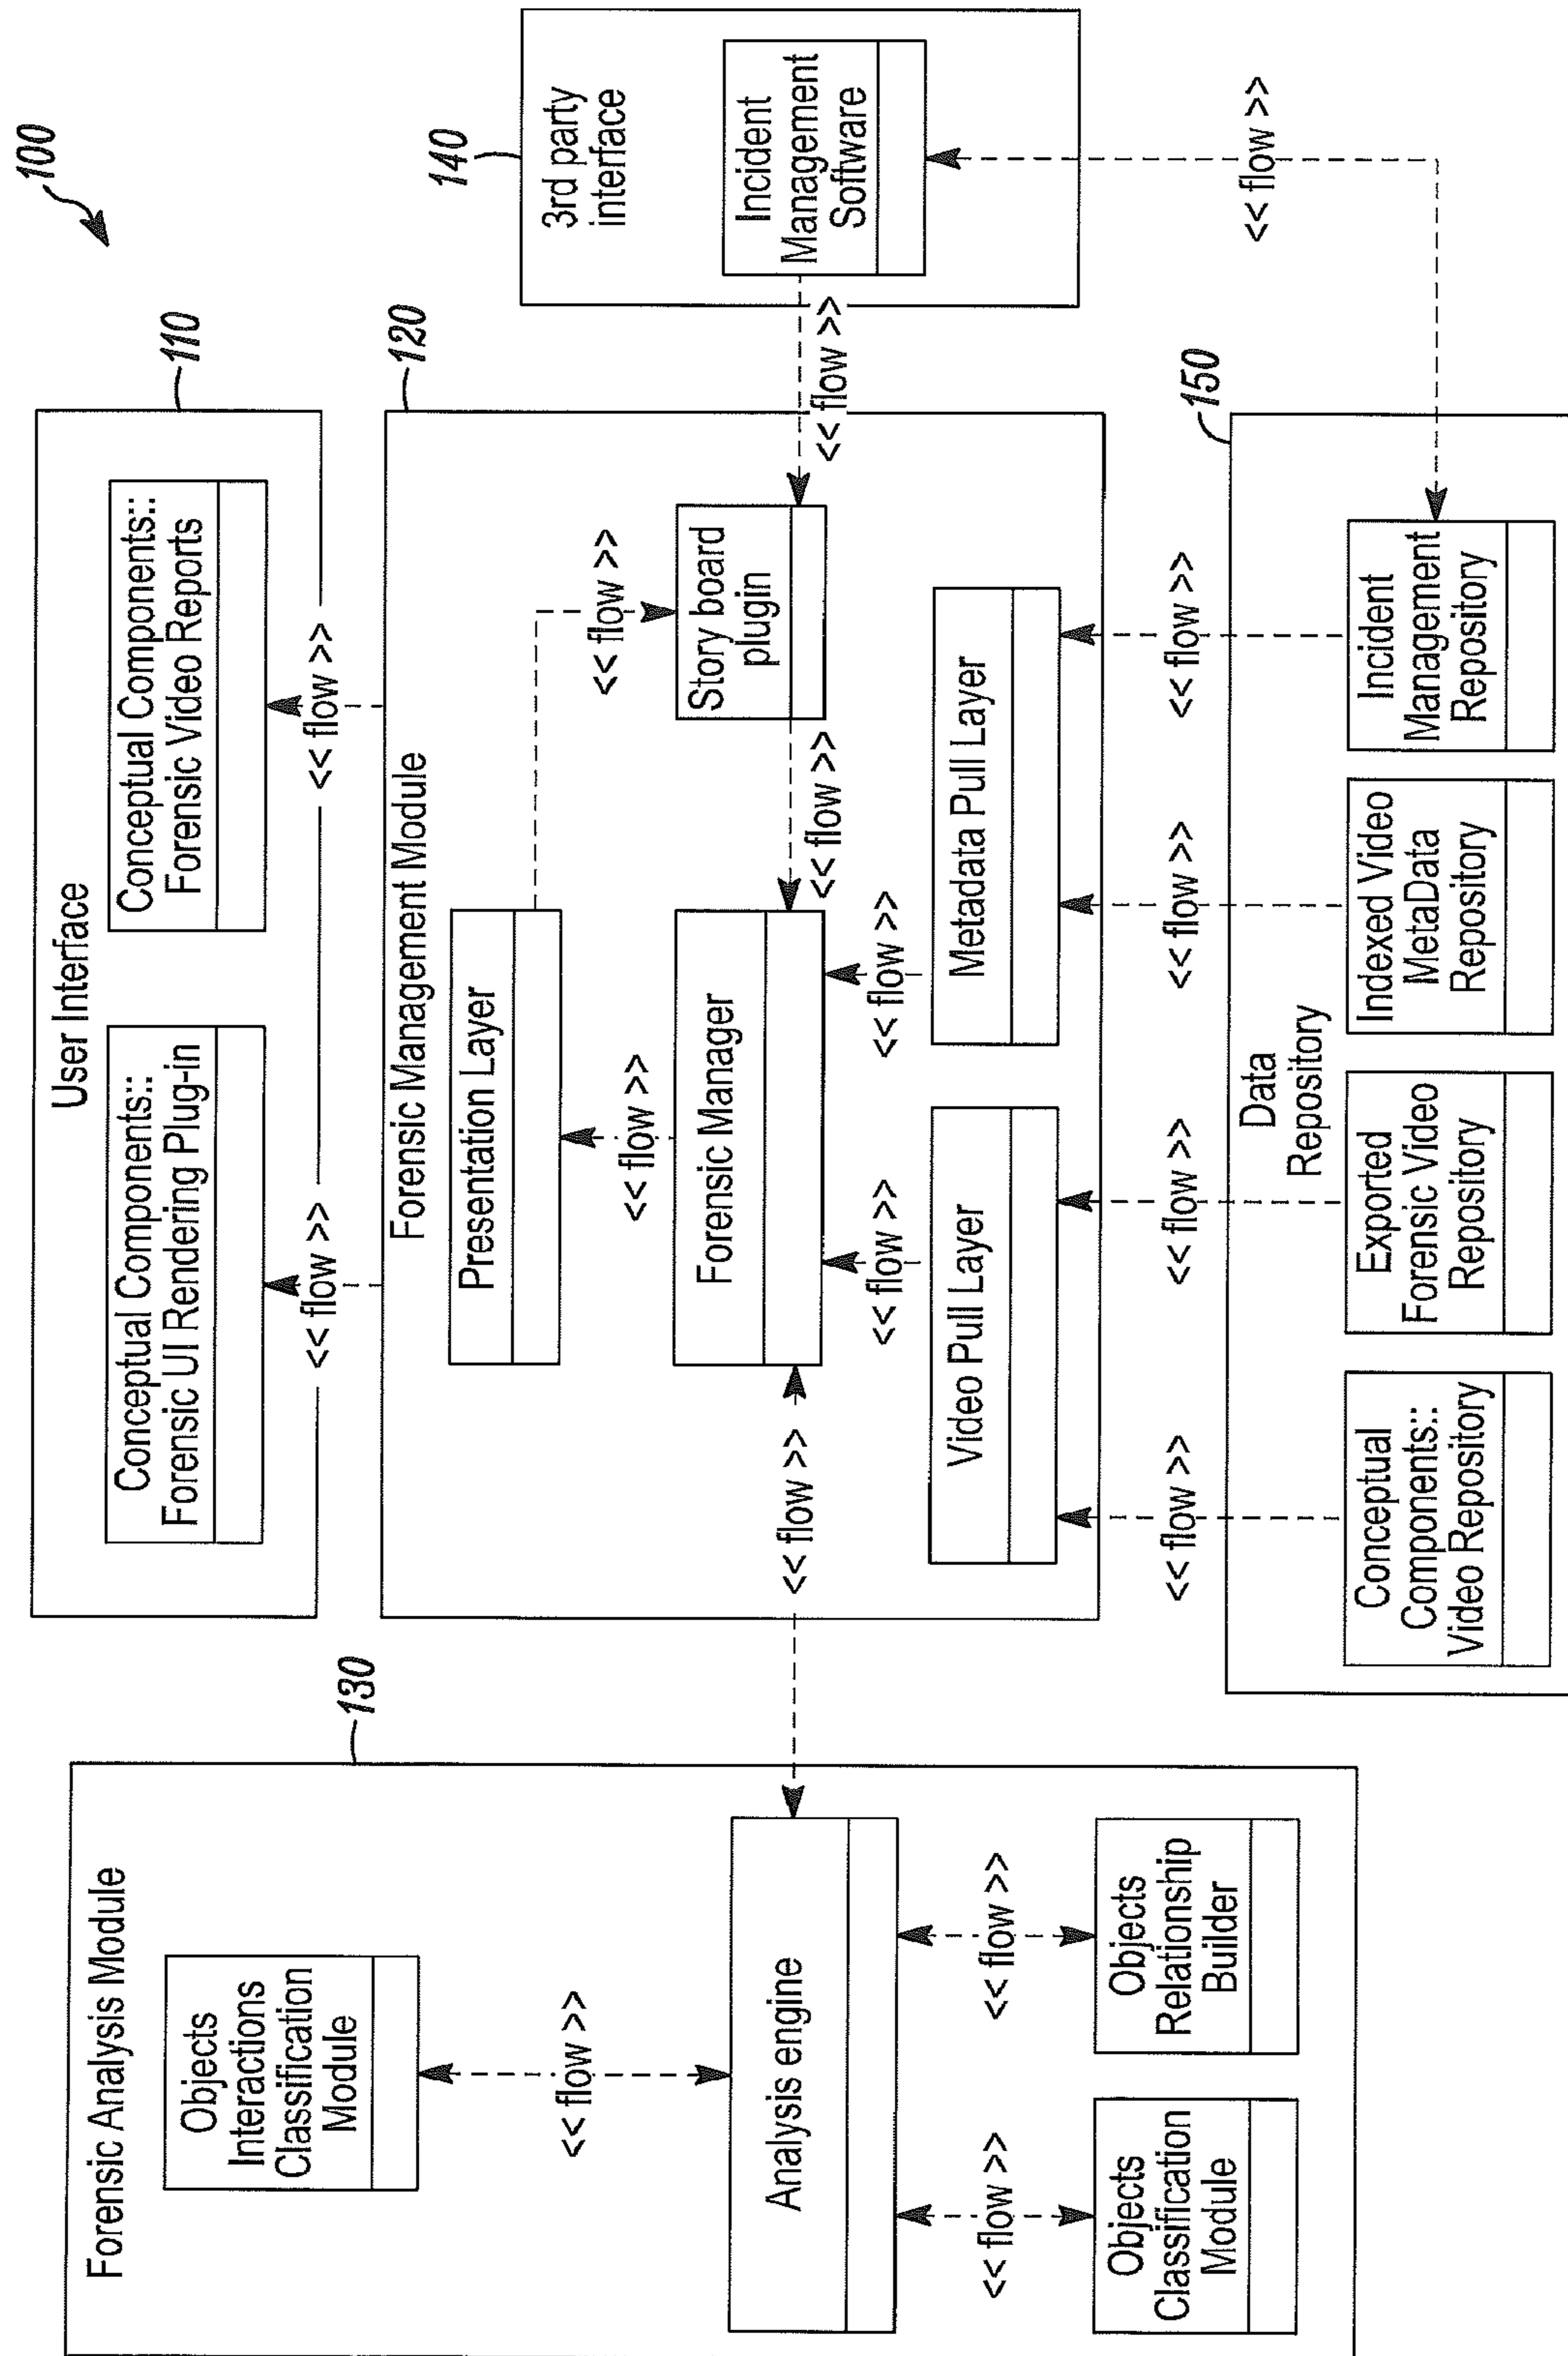 100
Forensic Analysis Module
130
Objects
Interactions
Classification
Module
<< flow >>
Analysis engine
<< flow >>
<< flow >>
Objects
Classification
Module
Objects
Relationship
Builder
User Interface
110
Conceptual Components::
Forensic UI Rendering Plug-in
Conceptual Components::
Forensic Video Reports
<< flow >>
<< flow >>
Forensic Management Module
120
Presentation Layer
<< flow >>
<< flow >>
Forensic Manager
Story board
plugin
<< flow >>
<< flow >>
<< flow >>
<< flow >>
<< flow >>
Video Pull Layer
Metadata Pull Layer
140
3rd party
interface
Incident
Management
Software
<< flow >>
<< flow >>
<< flow >>
<< flow >>
<< flow >>
<< flow >>
150
Data
Repository
Conceptual
Components::
Video Repository
Exported
Forensic Video
Repository
Indexed Video
MetaData
Repository
Incident
Management
Repository